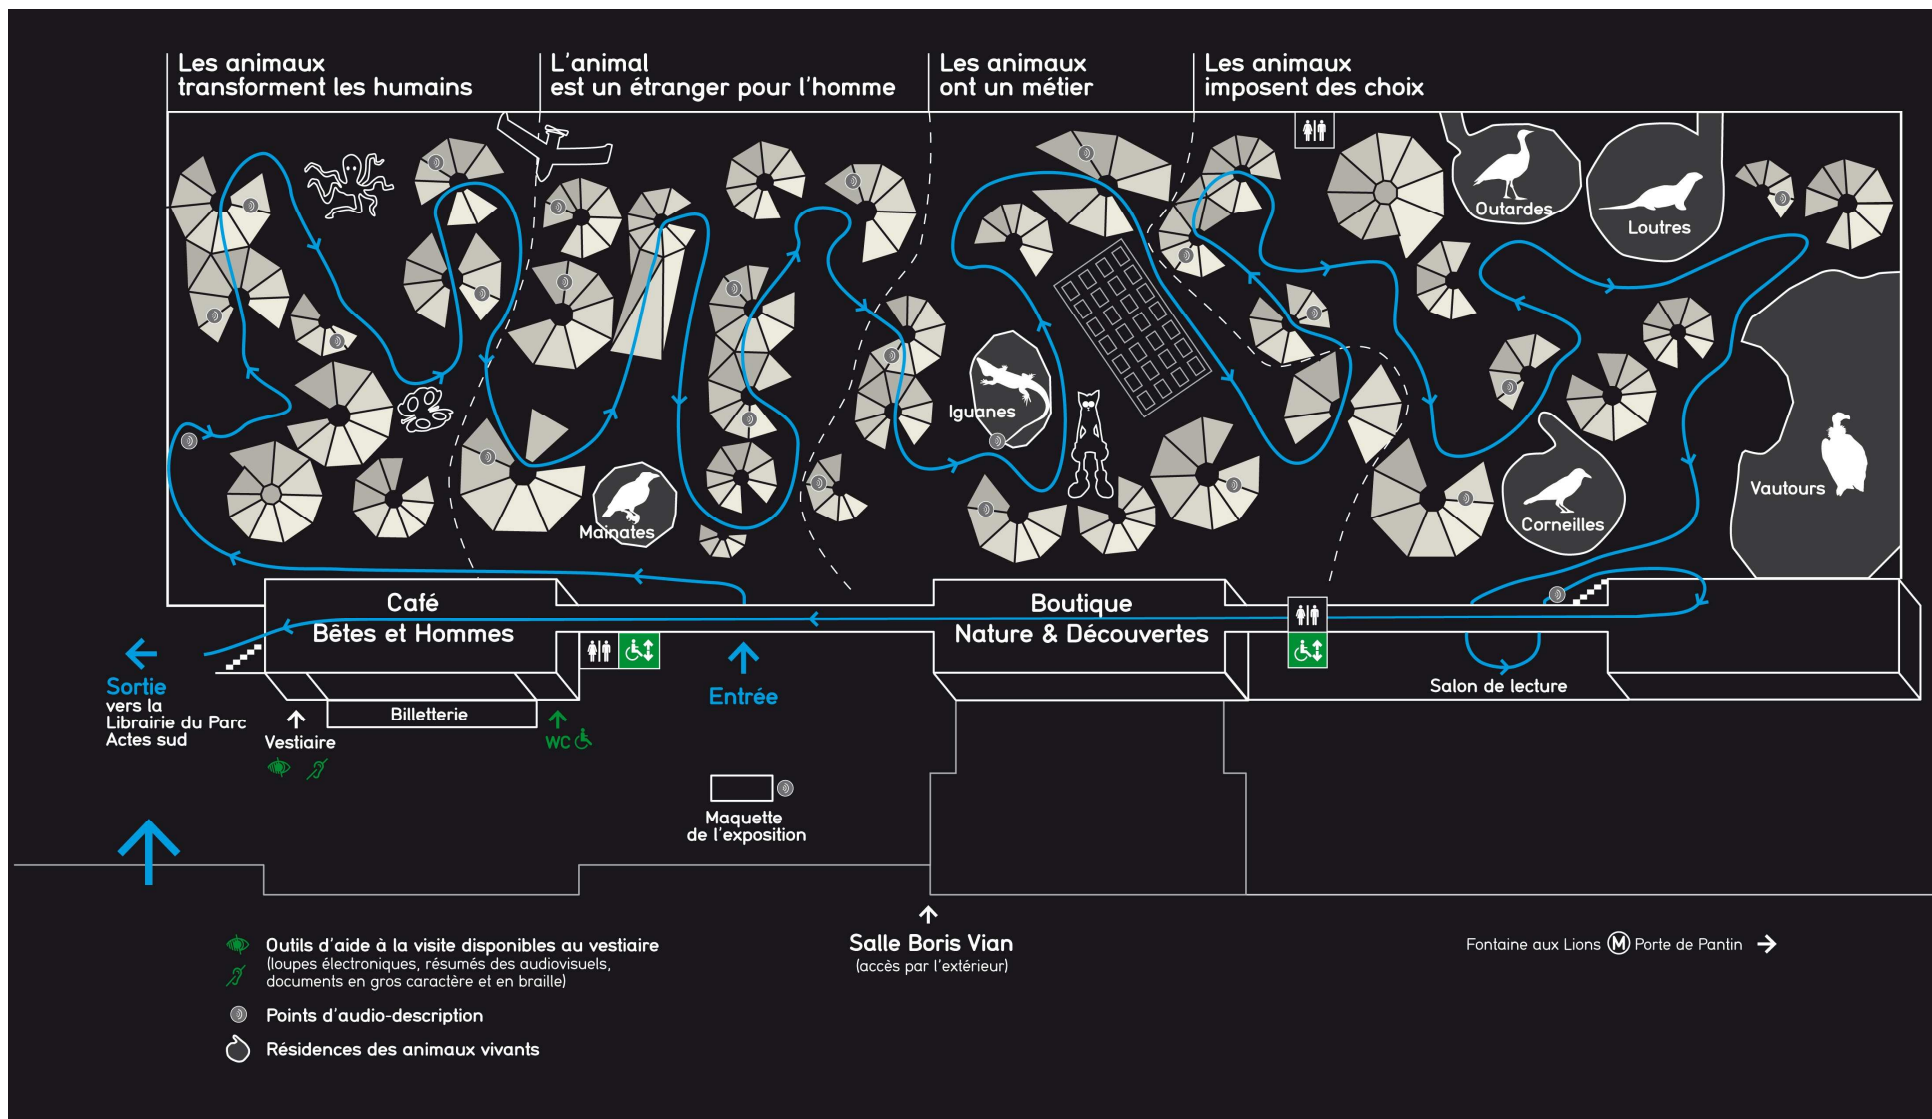 Les animaux
transforment les humains
L'animal
est un étranger pour l'homme
Les animaux
ont un métier
Les animaux
imposent des choix
Outardes
Loutres
Iguanes
Mainates
Corneilles
Vautours
Café
Bêtes et Hommes
Boutique
Nature & Découvertes
Sortie
vers la
Librairie du Parc
Actes sud
Entrée
Salon de lecture
Billetterie
Vestiaire
WC
Maquette
de l'exposition
Salle Boris Vian
(accès par l'extérieur)
Fontaine aux Lions M Porte de Pantin
Outils d'aide à la visite disponibles au vestiaire
(loupes électroniques, résumés des audiovisuels,
documents en gros caractère et en braille)
Points d'audio-description
Résidences des animaux vivants